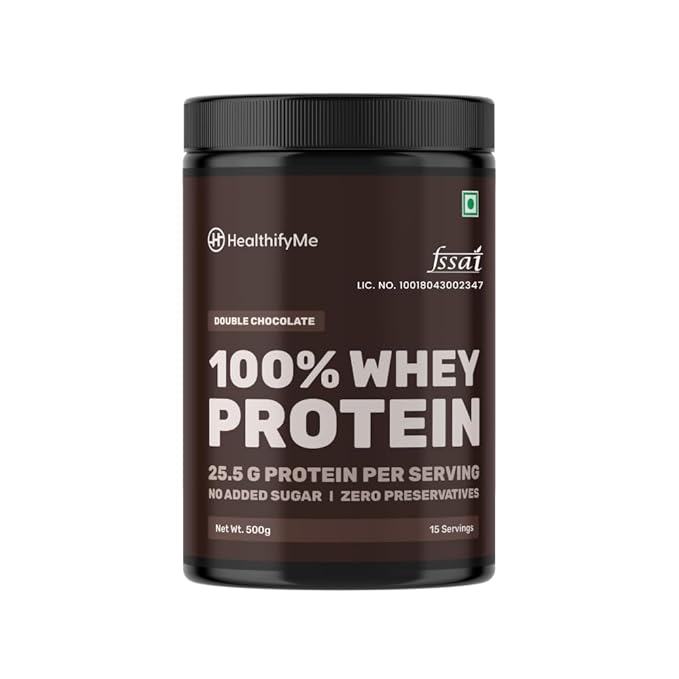 HealthifyMe
fssai
LIC. NO. 10018043002347
DOUBLE CHOCOLATE
100% WHEY
PROTEIN
25.5 G PROTEIN PER SERVING
NO ADDED SUGAR | ZERO PRESERVATIVES
Net Wt. 500g 15 Servings